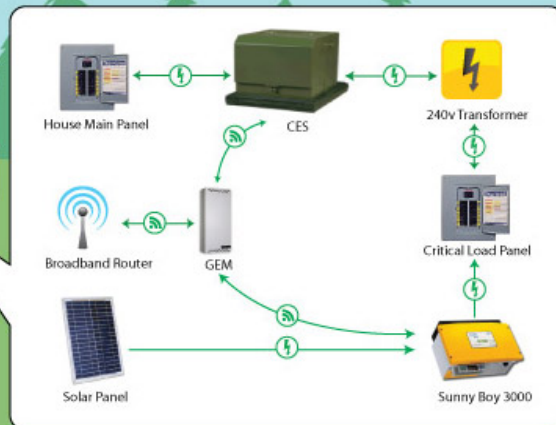 House Main Panel
CES
240v Transformer
Broadband Router
GEM
Critical Load Panel
Solar Panel
Sunny Boy 3000